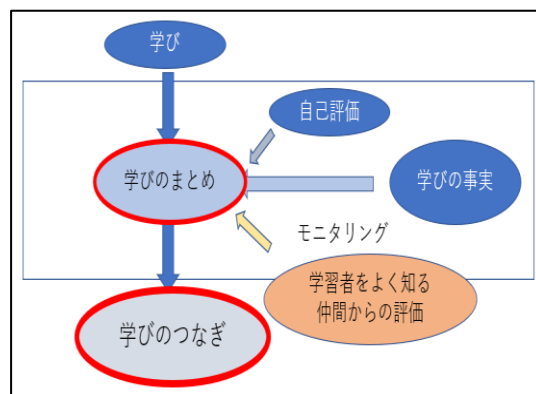 学び
自己評価
学びのまとめ
学びの事実
モニタリング
学習者をよく知る
仲間からの評価
学びのつなぎ